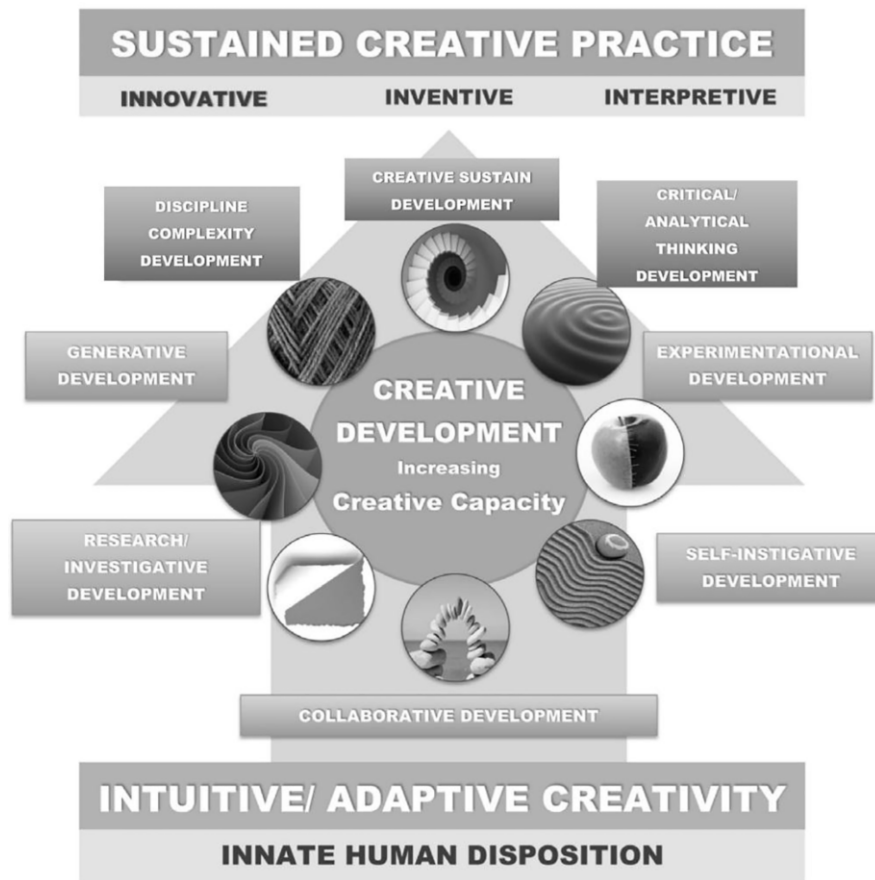 SUSTAINED CREATIVE PRACTICE
INNOVATIVE
INVENTIVE
INTERPRETIVE
CREATIVE SUSTAIN
DEVELOPMENT
DISCIPLINE
COMPLEXITY
DEVELOPMENT
CRITICAL/
ANALYTICAL
THINKING
DEVELOPMENT
GENERATIVE
DEVELOPMENT
EXPERIMENTATIONAL
DEVELOPMENT
CREATIVE
DEVELOPMENT
Increasing
Creative Capacity
RESEARCH/
INVESTIGATIVE
DEVELOPMENT
SELF-INSTIGATIVE
DEVELOPMENT
COLLABORATIVE DEVELOPMENT
INTUITIVE/ ADAPTIVE CREATIVITY
INNATE HUMAN DISPOSITION